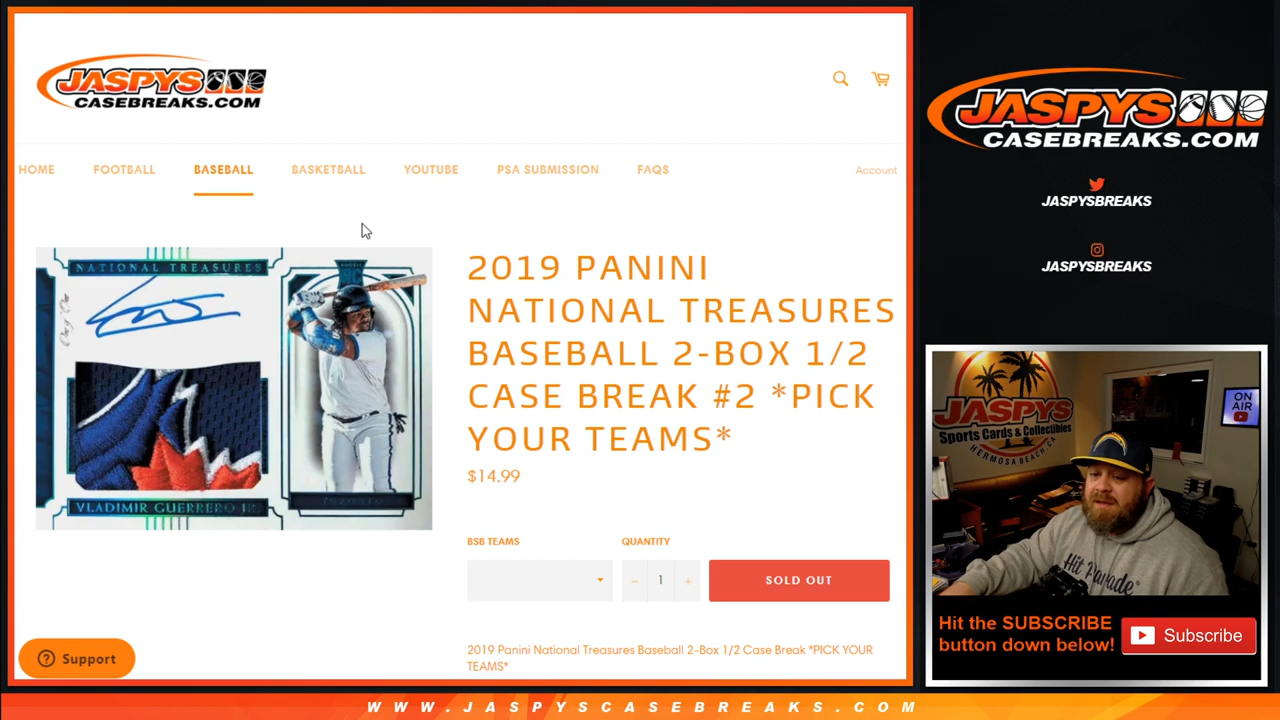 JASPYS
CASEBREAKS.COM
HOME FOOTBALL BASEBALL BASKETBALL YOUTUBE PSA SUBMISSION FAQS Account
NATIONAL TREASURES
VLADIMIR GUERRERO JR.
2019 PANINI
NATIONAL TREASURES
BASEBALL 2-BOX 1/2
CASE BREAK #2 *PICK
YOUR TEAMS*
$14.99
BSB TEAMS QUANTITY
− 1 + SOLD OUT
2019 Panini National Treasures Baseball 2-Box 1/2 Case Break *PICK YOUR
TEAMS*
Support
JASPYS
CASEBREAKS.COM
JASPYSBREAKS
JASPYSBREAKS
JASPYS
Sports Cards & Collectibles
HERMOSA BEACH, CA
ON
AIR
Hit Parade
Hit the SUBSCRIBE
button down below!
Subscribe
WWW.JASPYSCASEBREAKS.COM